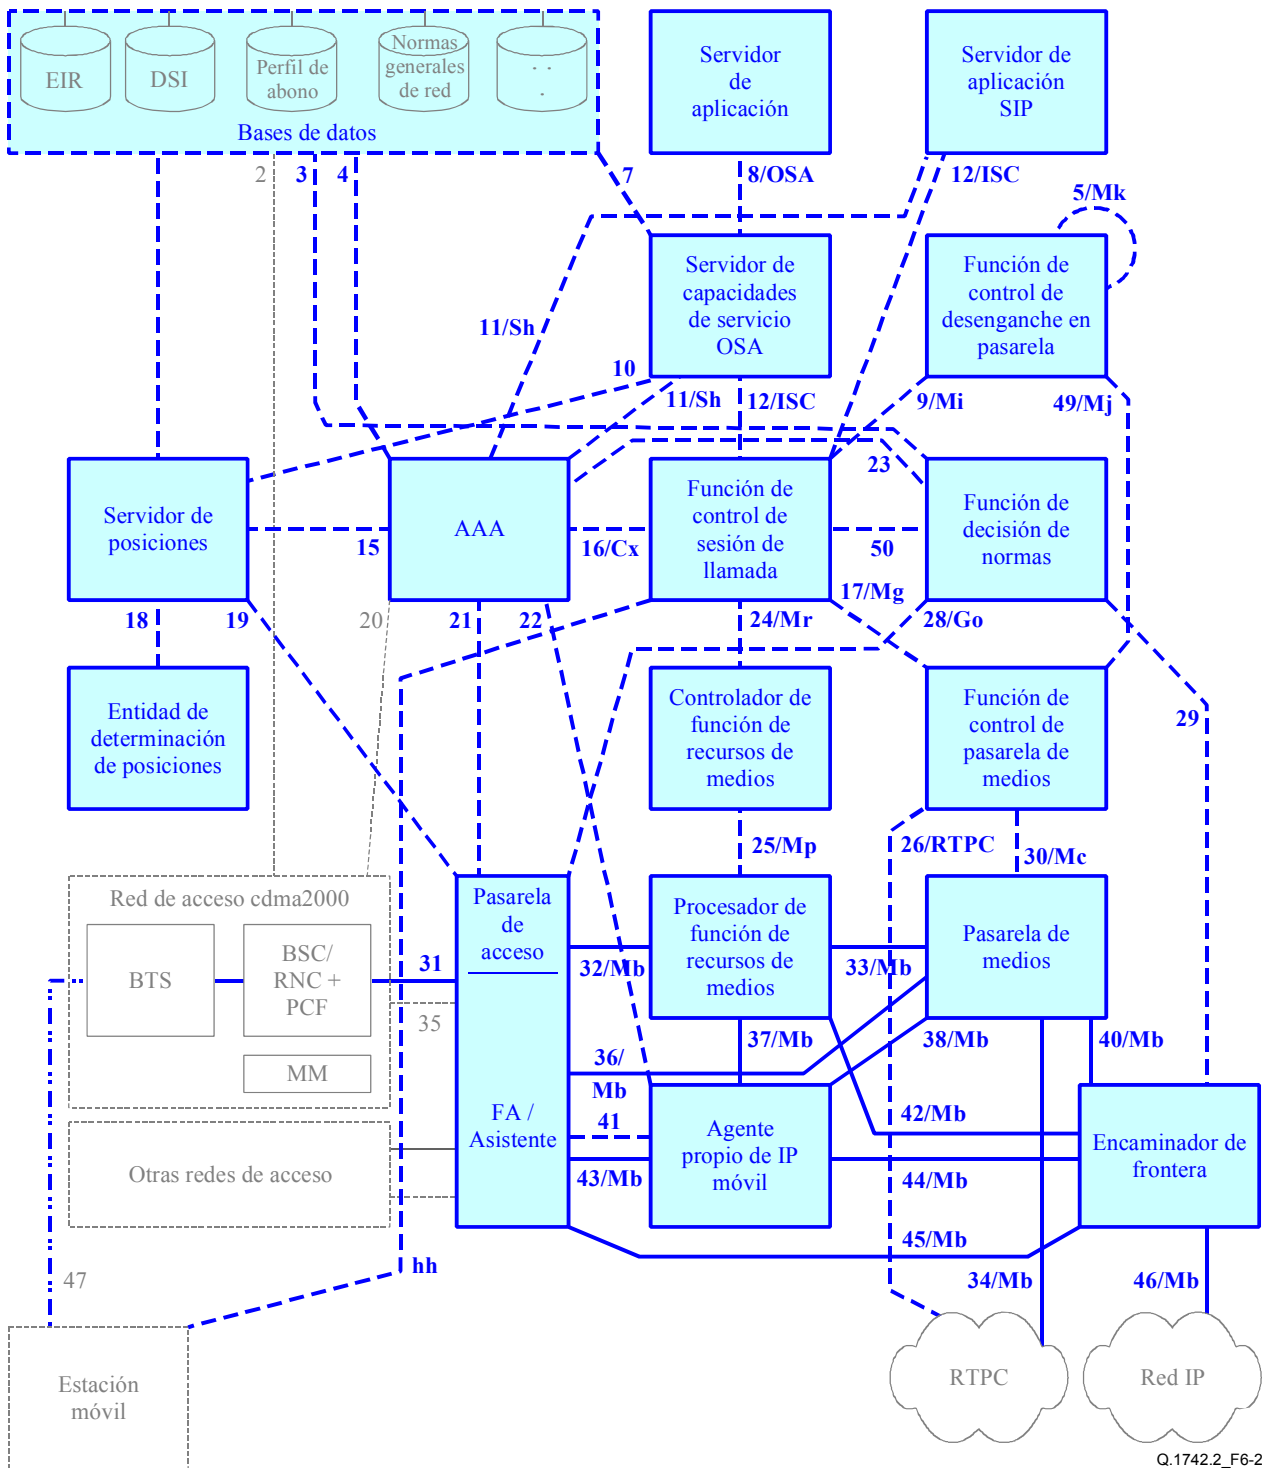 EIR
DSI
Perfil de
abono
Normas
generales
de red
. .
.
Bases de datos
Servidor
de
aplicación
Servidor de
aplicación
SIP
2
3
4
7
8/OSA
12/ISC
5/Mk
Servidor de
capacidades
de servicio
OSA
Función de
control de
desenganche en
pasarela
11/Sh
10
11/Sh
12/ISC
9/Mi
49/Mj
23
Servidor de
posiciones
15
AAA
16/Cx
Función de
control de
sesión de
llamada
50
Función de
decisión de
normas
17/Mg
18
19
20
21
22
24/Mr
28/Go
Entidad de
determinación
de posiciones
Controlador de
función de
recursos de
medios
Función de
control de
pasarela de
medios
29
25/Mp
26/RTPC
30/Mc
Red de acceso cdma2000
BTS
BSC/
RNC +
PCF
MM
31
35
Pasarela
de
acceso
FA /
Asistente
32/Mb
Procesador de
función de
recursos de
medios
33/Mb
Pasarela de
medios
36/
Mb
37/Mb
38/Mb
40/Mb
41
43/Mb
Agente
propio de IP
móvil
42/Mb
44/Mb
Encaminador de
frontera
Otras redes de acceso
45/Mb
47
hh
34/Mb
46/Mb
Estación
móvil
RTPC
Red IP
Q.1742.2_F6-2